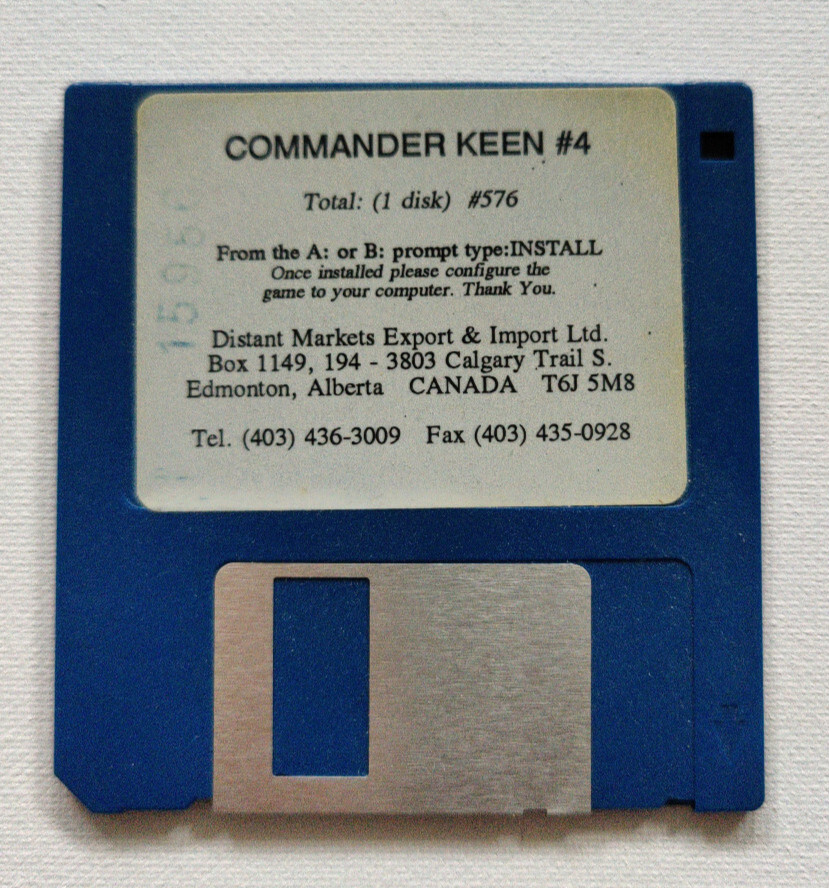 COMMANDER KEEN #4
Total: (1 disk) #576
From the A: or B: prompt type:INSTALL
Once installed please configure the
game to your computer. Thank You.
Distant Markets Export & Import Ltd.
Box 1149, 194 - 3803 Calgary Trail S.
Edmonton, Alberta CANADA T6J 5M8
Tel. (403) 436-3009 Fax (403) 435-0928